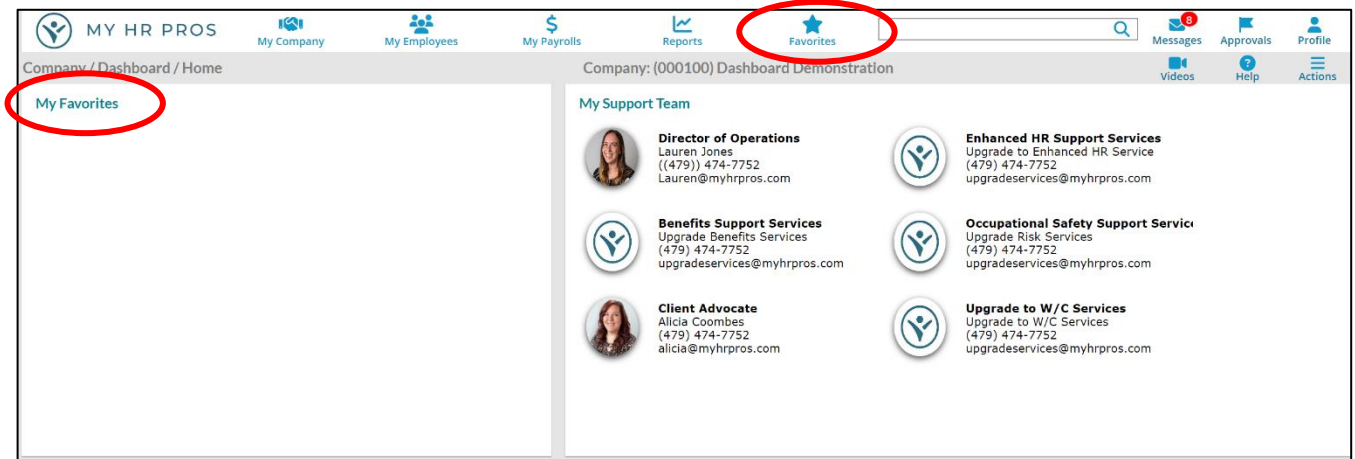 MY HR PROS
My Company
My Employees
My Payrolls
Reports
Favorites
8
Messages
Approvals
Profile
Company / Dashboard / Home
Company: (000100) Dashboard Demonstration
Videos
Help
Actions
My Favorites
My Support Team
Director of Operations
Lauren Jones
((479)) 474-7752
Lauren@myhrpros.com
Enhanced HR Support Services
Upgrade to Enhanced HR Service
(479) 474-7752
upgradeservices@myhrpros.com
Benefits Support Services
Upgrade Benefits Services
(479) 474-7752
upgradeservices@myhrpros.com
Occupational Safety Support Servic
Upgrade Risk Services
(479) 474-7752
upgradeservices@myhrpros.com
Client Advocate
Alicia Coombes
(479) 474-7752
alicia@myhrpros.com
Upgrade to W/C Services
Upgrade to W/C Services
(479) 474-7752
upgradeservices@myhrpros.com